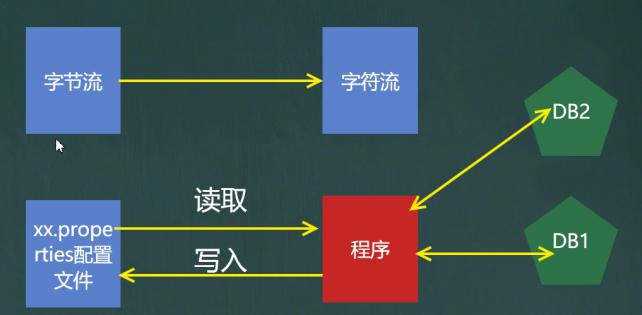 字节流
字符流
DB2
读取
xx.prope
rties配置
文件
写入
程序
DB1